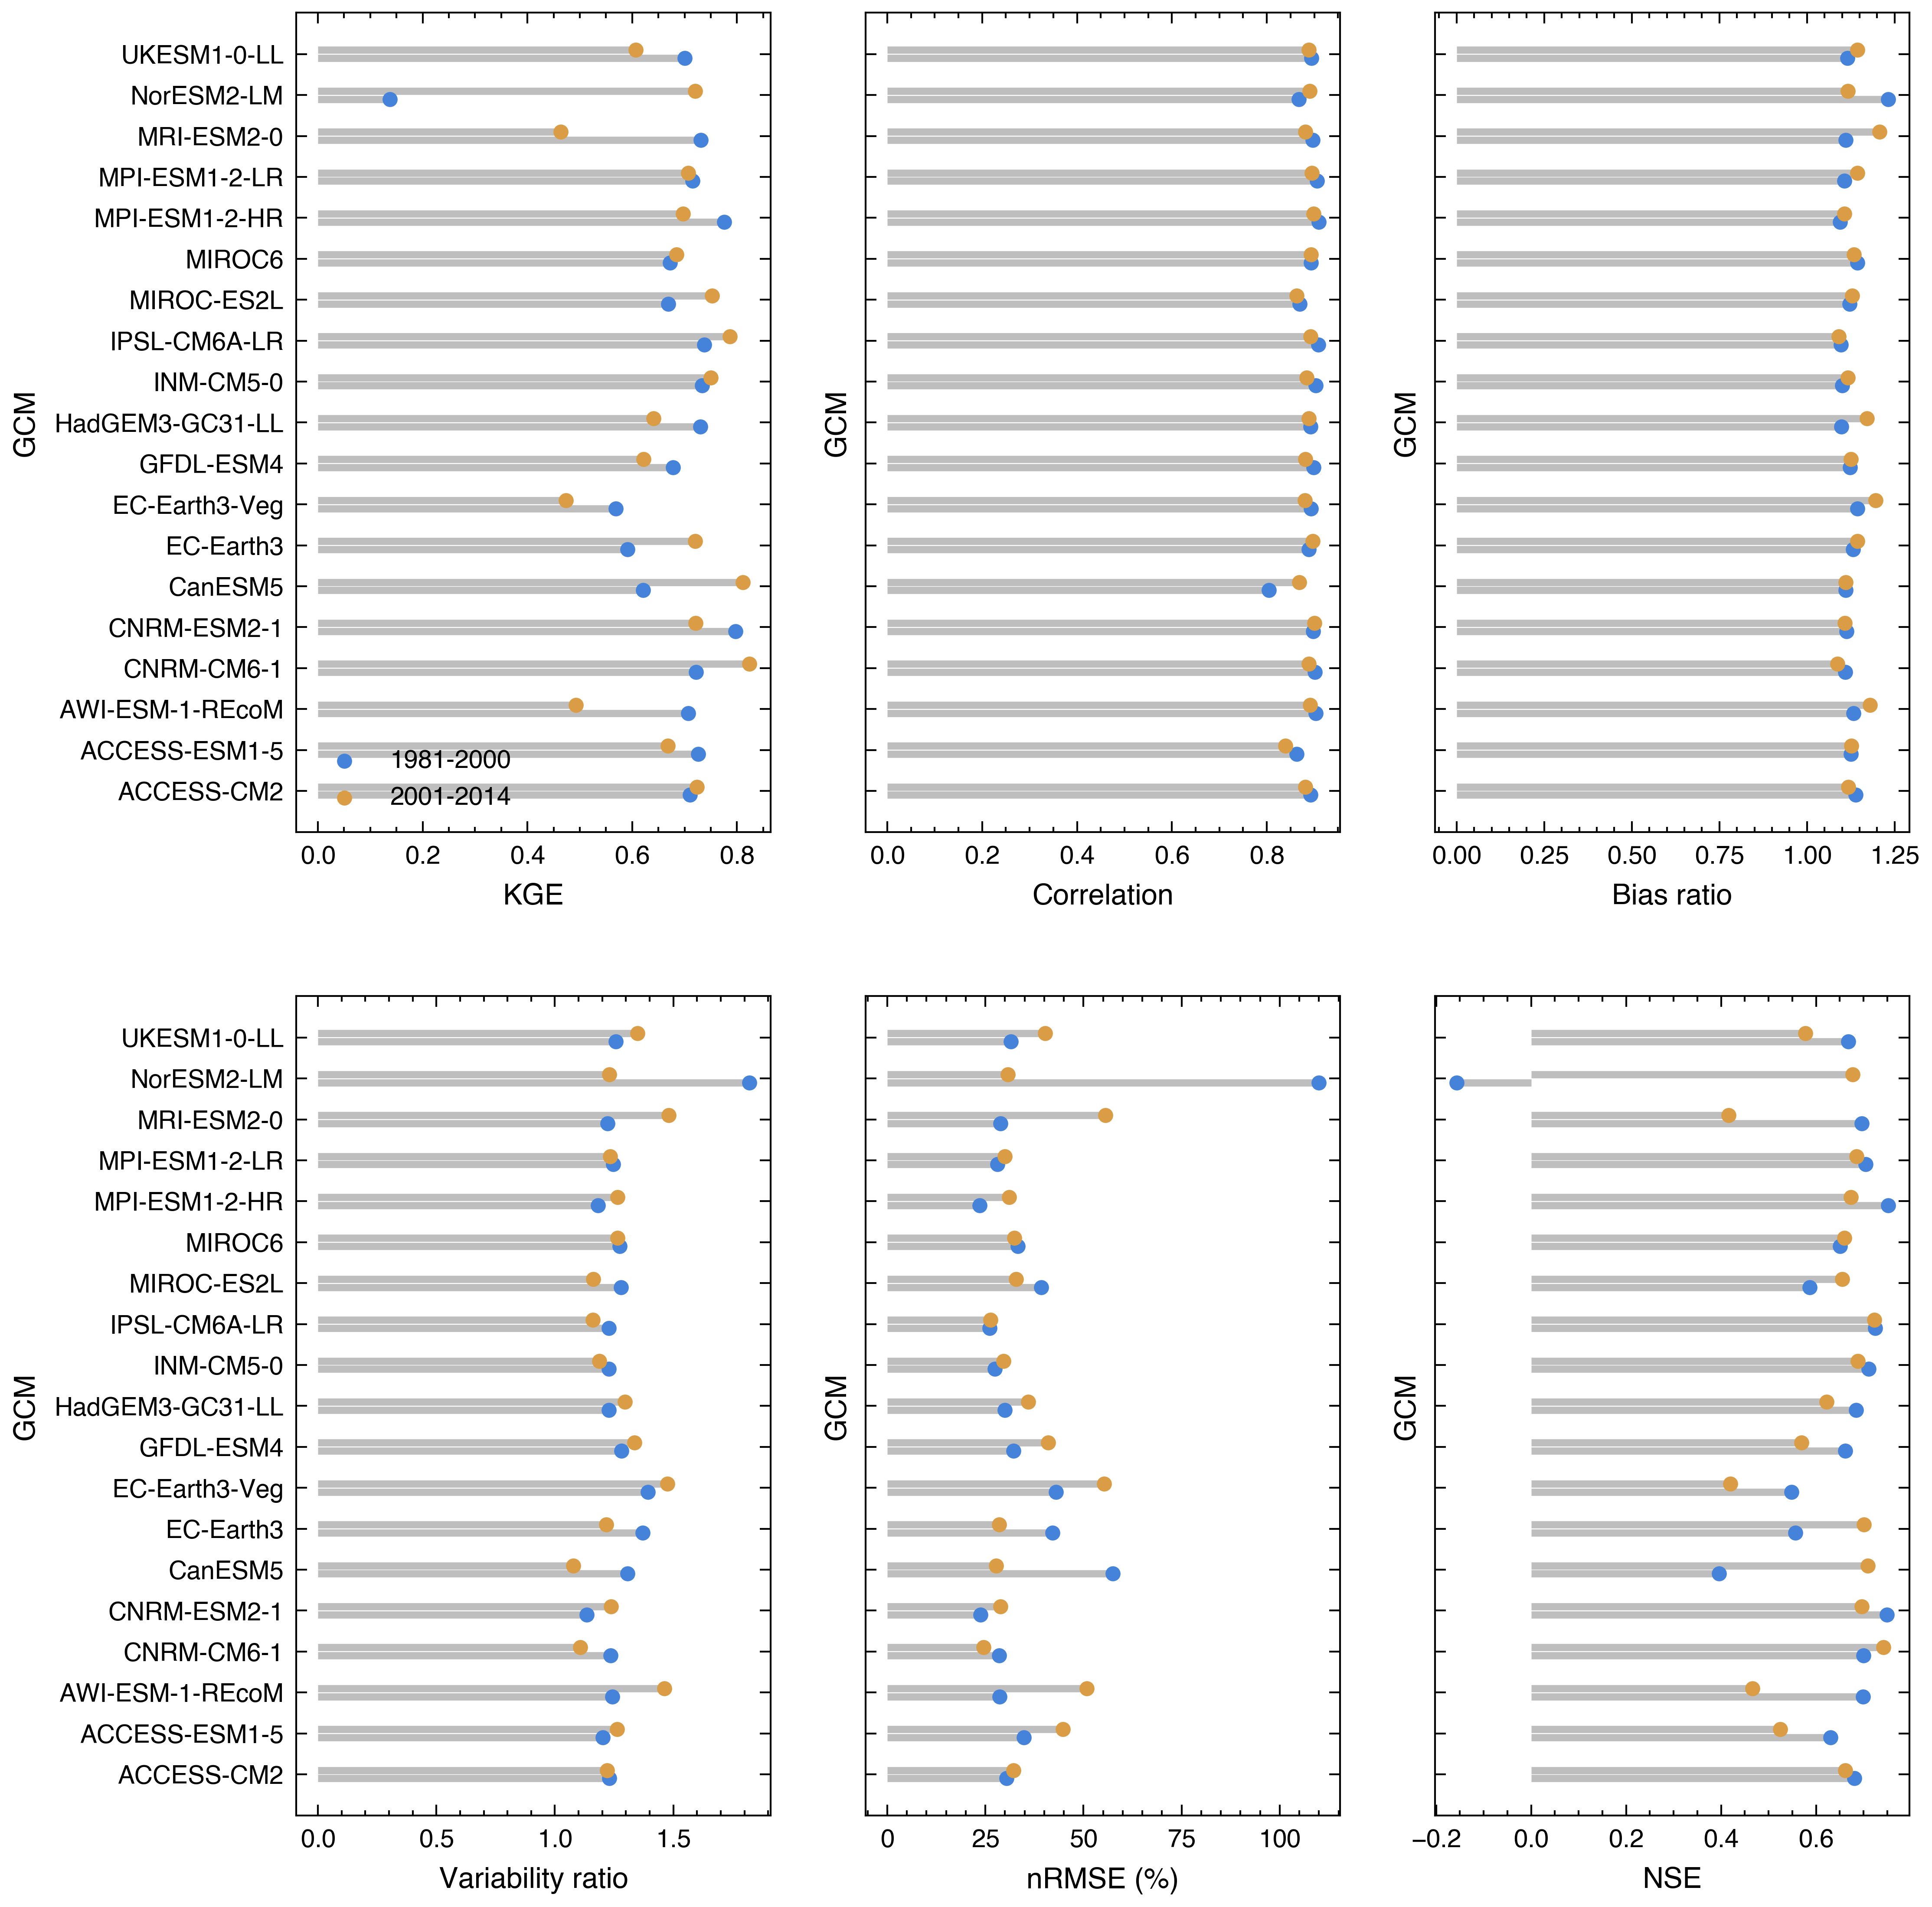 UKESM1-0-LL
NorESM2-LM
MRI-ESM2-0
MPI-ESM1-2-LR
MPI-ESM1-2-HR
MIROC6
MIROC-ES2L
IPSL-CM6A-LR
INM-CM5-0
HadGEM3-GC31-LL
GFDL-ESM4
EC-Earth3-Veg
EC-Earth3
CanESM5
CNRM-ESM2-1
CNRM-CM6-1
AWI-ESM-1-REcoM
ACCESS-ESM1-5
ACCESS-CM2
GCM
1981-2000
2001-2014
0.0 0.2 0.4 0.6 0.8
KGE
GCM
0.0 0.2 0.4 0.6 0.8
Correlation
GCM
0.00 0.25 0.50 0.75 1.00 1.25
Bias ratio
UKESM1-0-LL
NorESM2-LM
MRI-ESM2-0
MPI-ESM1-2-LR
MPI-ESM1-2-HR
MIROC6
MIROC-ES2L
IPSL-CM6A-LR
INM-CM5-0
HadGEM3-GC31-LL
GFDL-ESM4
EC-Earth3-Veg
EC-Earth3
CanESM5
CNRM-ESM2-1
CNRM-CM6-1
AWI-ESM-1-REcoM
ACCESS-ESM1-5
ACCESS-CM2
GCM
0.0 0.5 1.0 1.5
Variability ratio
GCM
0 25 50 75 100
nRMSE (%)
GCM
−0.2 0.0 0.2 0.4 0.6
NSE